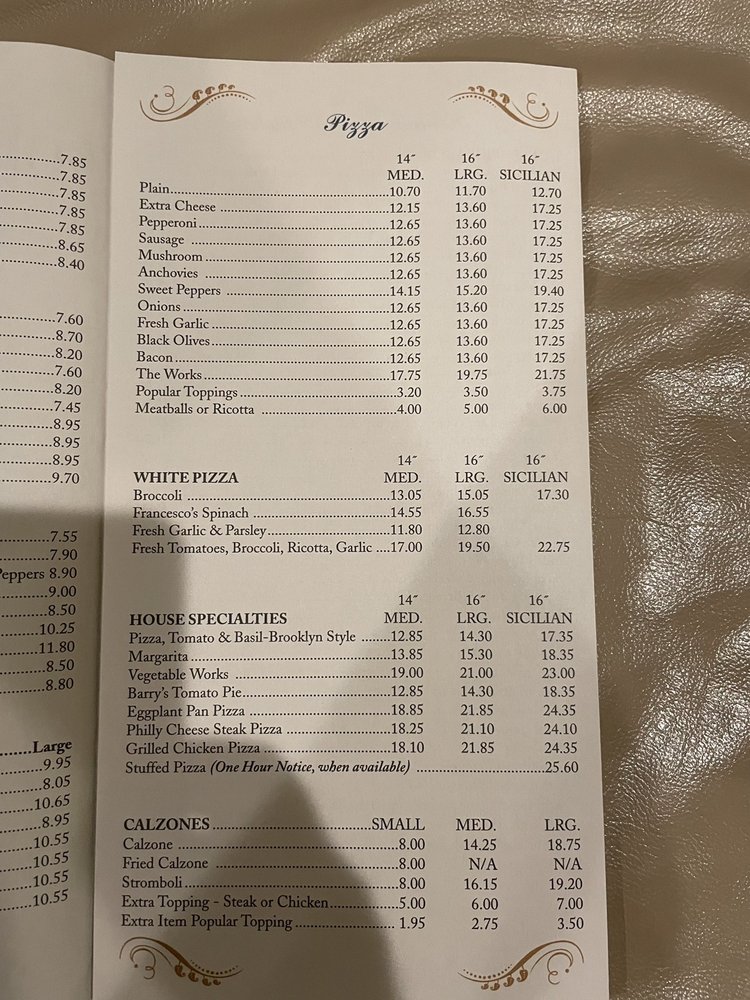 7.85
7.85
7.85
7.85
7.85
8.65
8.40
7.60
8.70
8.20
7.60
8.20
7.45
8.95
8.95
8.95
9.70
7.55
7.90
Peppers 8.90
9.00
8.50
10.25
11.80
8.50
8.80
Large
9.95
8.05
10.65
8.95
10.55
10.55
10.55
10.55
Pizza
14″ 16″ 16″
MED. LRG. SICILIAN
Plain 10.70 11.70 12.70
Extra Cheese 12.15 13.60 17.25
Pepperoni 12.65 13.60 17.25
Sausage 12.65 13.60 17.25
Mushroom 12.65 13.60 17.25
Anchovies 12.65 13.60 17.25
Sweet Peppers 14.15 15.20 19.40
Onions 12.65 13.60 17.25
Fresh Garlic 12.65 13.60 17.25
Black Olives 12.65 13.60 17.25
Bacon 12.65 13.60 17.25
The Works 17.75 19.75 21.75
Popular Toppings 3.20 3.50 3.75
Meatballs or Ricotta 4.00 5.00 6.00
14″ 16″ 16″
WHITE PIZZA MED. LRG. SICILIAN
Broccoli 13.05 15.05 17.30
Francesco's Spinach 14.55 16.55
Fresh Garlic & Parsley 11.80 12.80
Fresh Tomatoes, Broccoli, Ricotta, Garlic 17.00 19.50 22.75
14″ 16″ 16″
HOUSE SPECIALTIES MED. LRG. SICILIAN
Pizza, Tomato & Basil-Brooklyn Style 12.85 14.30 17.35
Margarita 13.85 15.30 18.35
Vegetable Works 19.00 21.00 23.00
Barry's Tomato Pie 12.85 14.30 18.35
Eggplant Pan Pizza 18.85 21.85 24.35
Philly Cheese Steak Pizza 18.25 21.10 24.10
Grilled Chicken Pizza 18.10 21.85 24.35
Stuffed Pizza (One Hour Notice, when available) 25.60
CALZONES SMALL MED. LRG.
Calzone 8.00 14.25 18.75
Fried Calzone 8.00 N/A N/A
Stromboli 8.00 16.15 19.20
Extra Topping - Steak or Chicken 5.00 6.00 7.00
Extra Item Popular Topping 1.95 2.75 3.50